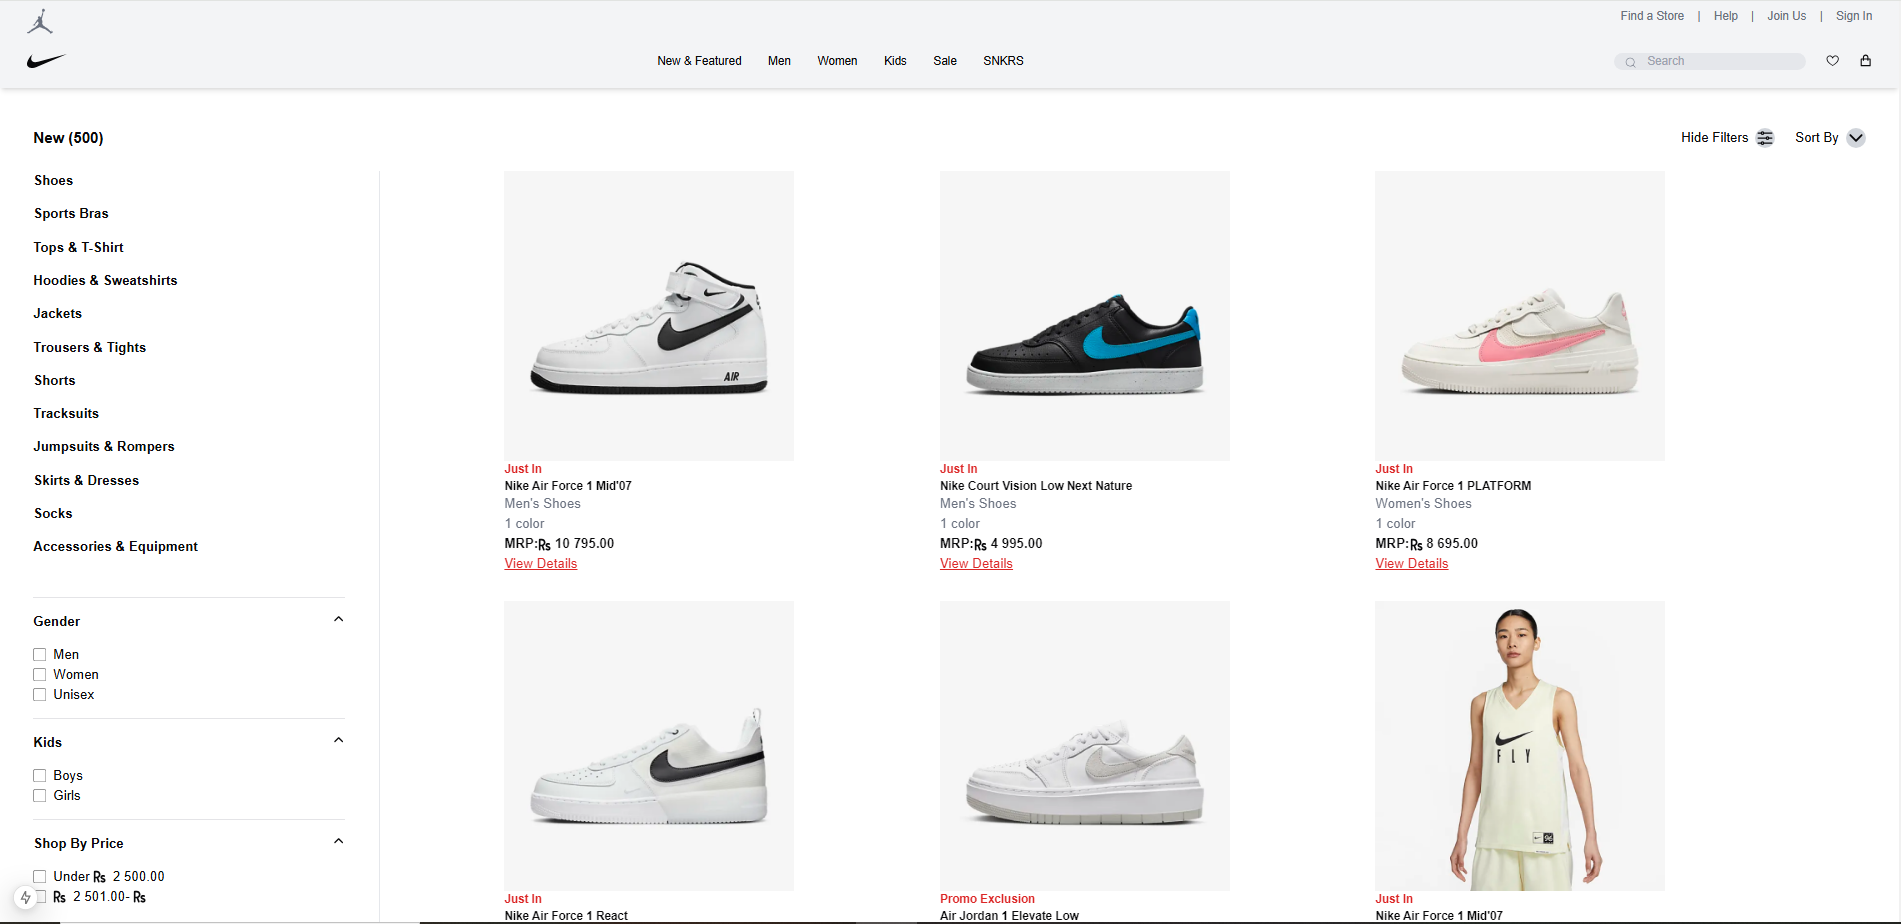 Find a Store | Help | Join Us | Sign In
New & Featured Men Women Kids Sale SNKRS
Search
New (500)
Hide Filters Sort By
Shoes
Sports Bras
Tops & T-Shirt
Hoodies & Sweatshirts
Jackets
Trousers & Tights
Shorts
Tracksuits
Jumpsuits & Rompers
Skirts & Dresses
Socks
Accessories & Equipment
Gender
Men
Women
Unisex
Kids
Boys
Girls
Shop By Price
Under Rs 2 500.00
Rs 2 501.00- Rs
AIR
Just In
Nike Air Force 1 Mid'07
Men's Shoes
1 color
MRP:Rs 10 795.00
View Details
Just In
Nike Court Vision Low Next Nature
Men's Shoes
1 color
MRP:Rs 4 995.00
View Details
Just In
Nike Air Force 1 PLATFORM
Women's Shoes
1 color
MRP:Rs 8 695.00
View Details
Just In
Nike Air Force 1 React
Promo Exclusion
Air Jordan 1 Elevate Low
FLY
Just In
Nike Air Force 1 Mid'07